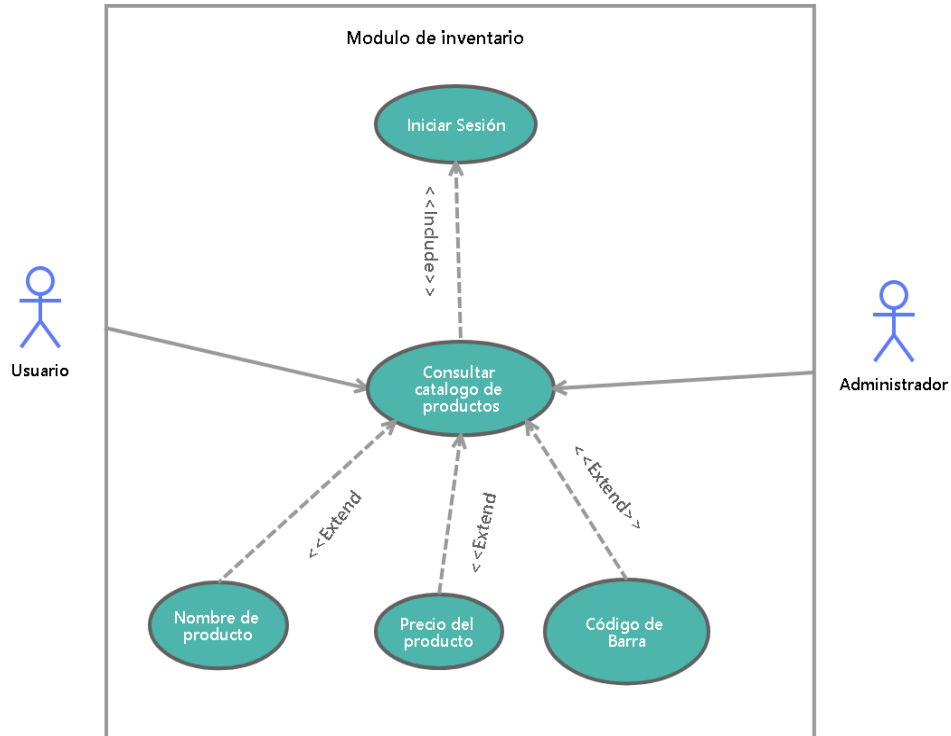 Modulo de inventario
Iniciar Sesión
<<Include>>
Usuario
Consultar
catalogo de
productos
Administrador
<<Extend
<<Extend
<<Extend>>
Nombre de
producto
Precio del
producto
Código de
Barra